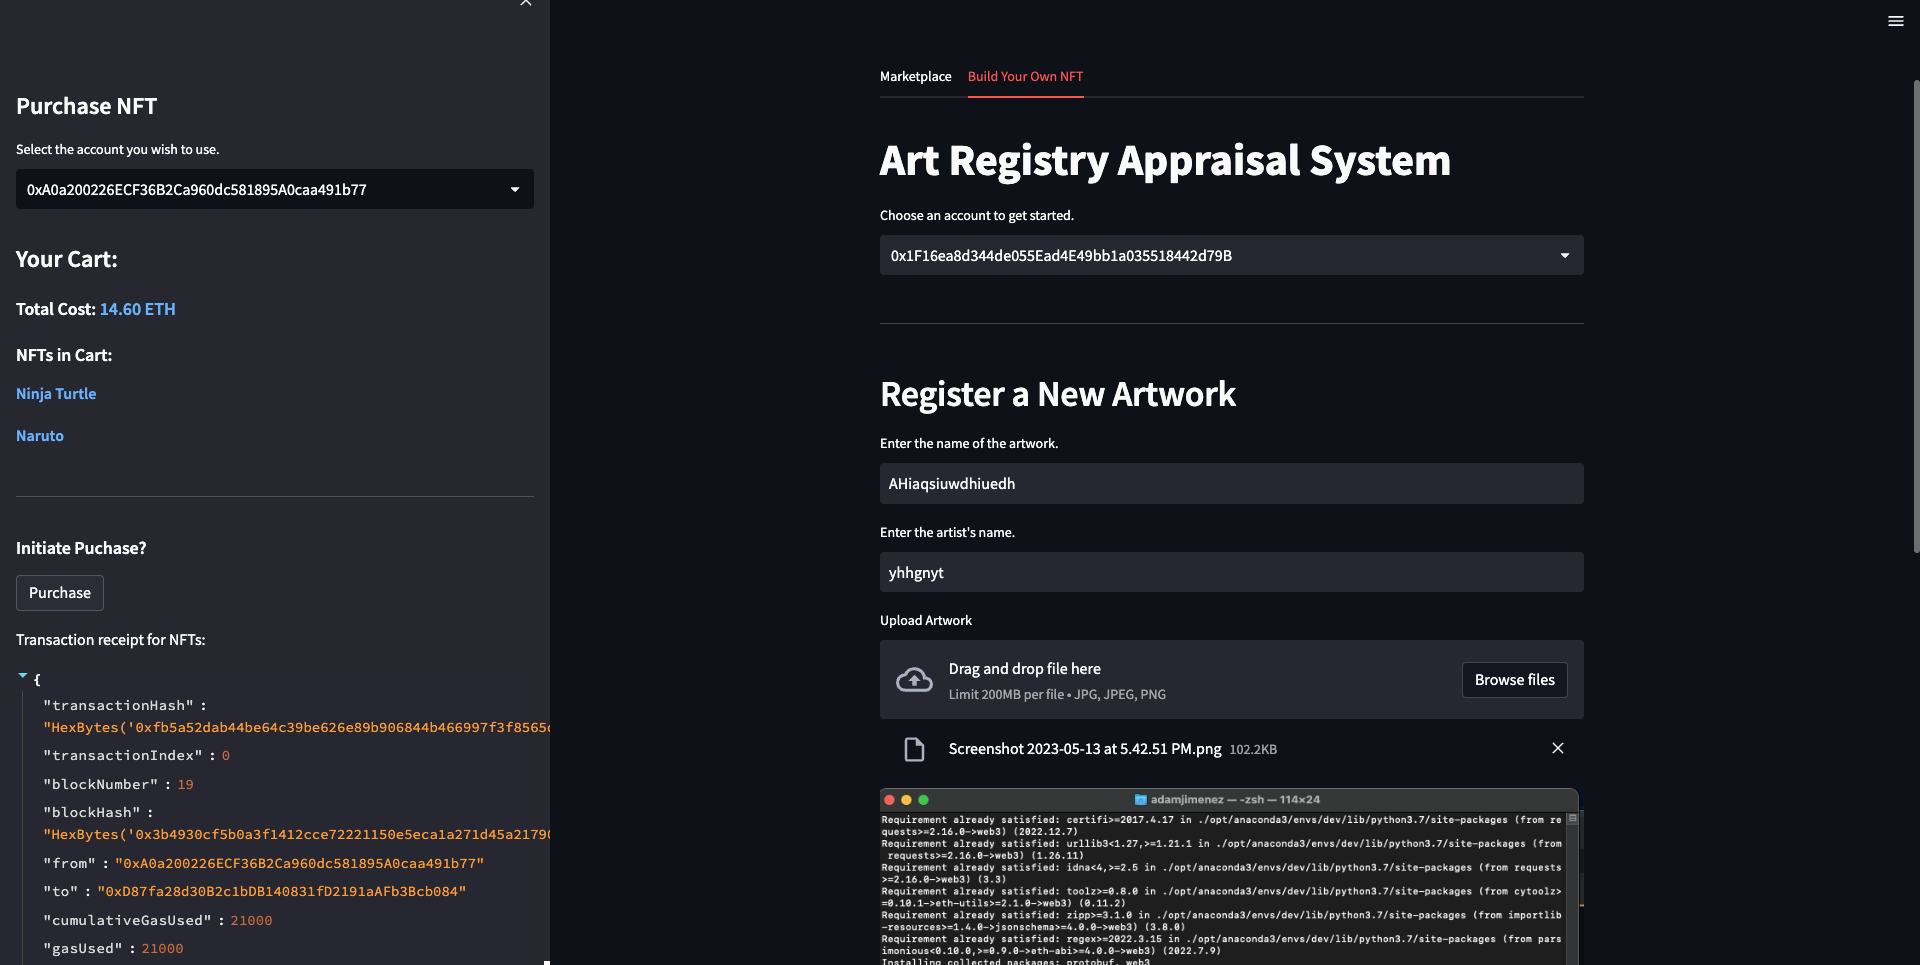 Purchase NFT
Select the account you wish to use.
0xA0a200226ECF36B2Ca960dc581895A0caa491b77
Your Cart:
Total Cost: 14.60 ETH
NFTs in Cart:
Ninja Turtle
Naruto
Initiate Puchase?
Purchase
Transaction receipt for NFTs:
{
"transactionHash" :
"HexBytes('0xfb5a52dab44be64c39be626e89b906844b466997f3f8565
"transactionIndex" : 0
"blockNumber" : 19
"blockHash" :
"HexBytes('0x3b4930cf5b0a3f1412cce72221150e5eca1a271d45a2179
"from" : "0xA0a200226ECF36B2Ca960dc581895A0caa491b77"
"to" : "0xD87fa28d30B2c1bDB140831fD2191aAFb3Bcb084"
"cumulativeGasUsed" : 21000
"gasUsed" : 21000
Marketplace Build Your Own NFT
Art Registry Appraisal System
Choose an account to get started.
0x1F16ea8d344de055Ead4E49bb1a035518442d79B
Register a New Artwork
Enter the name of the artwork.
AHiaqsiuwdhiuedh
Enter the artist's name.
yhhgnyt
Upload Artwork
Drag and drop file here
Limit 200MB per file • JPG, JPEG, PNG
Browse files
Screenshot 2023-05-13 at 5.42.51 PM.png 102.2KB
adamjimenez — -zsh — 114×24
Requirement already satisfied: certifi>=2017.4.17 in ./opt/anaconda3/envs/dev/lib/python3.7/site-packages (from re
quests>=2.16.0->web3) (2022.12.7)
Requirement already satisfied: urllib3<1.27,>=1.21.1 in ./opt/anaconda3/envs/dev/lib/python3.7/site-packages (from
requests>=2.16.0->web3) (1.26.11)
Requirement already satisfied: idna<4,>=2.5 in ./opt/anaconda3/envs/dev/lib/python3.7/site-packages (from requests
>=2.16.0->web3) (3.3)
Requirement already satisfied: toolz>=0.8.0 in ./opt/anaconda3/envs/dev/lib/python3.7/site-packages (from cytoolz>
=0.10.1->eth-utils>=2.1.0->web3) (0.11.2)
Requirement already satisfied: zipp>=3.1.0 in ./opt/anaconda3/envs/dev/lib/python3.7/site-packages (from importlib
-resources>=1.4.0->jsonschema>=4.0.0->web3) (3.8.0)
Requirement already satisfied: regex>=2022.3.15 in ./opt/anaconda3/envs/dev/lib/python3.7/site-packages (from pars
imonious<0.10.0,>=0.9.0->eth-abi>=4.0.0->web3) (2022.7.9)
Installing collected packages: protobuf, web3